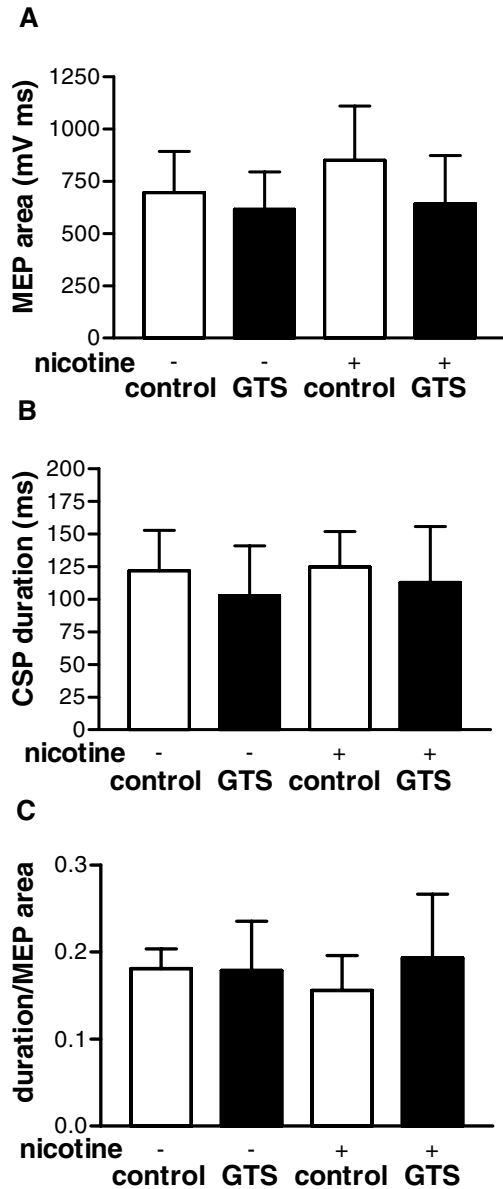 A
MEP area (mV ms)
1250
1000
750
500
250
0
nicotine - - + +
control GTS control GTS
B
CSP duration (ms)
200
175
150
125
100
75
50
25
0
nicotine - - + +
control GTS control GTS
C
duration/MEP area
0.3
0.2
0.1
0.0
nicotine - - + +
control GTS control GTS